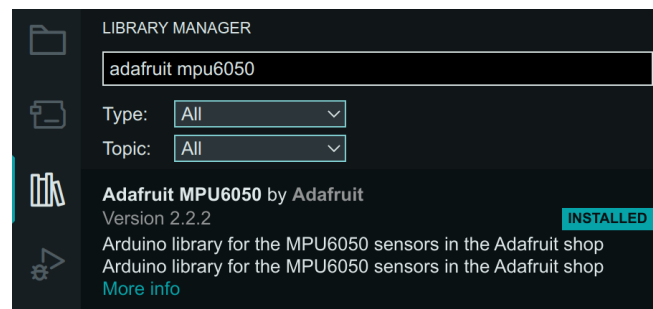 LIBRARY MANAGER
adafruit mpu6050
Type: All
Topic: All
Adafruit MPU6050 by Adafruit
Version 2.2.2 INSTALLED
Arduino library for the MPU6050 sensors in the Adafruit shop
Arduino library for the MPU6050 sensors in the Adafruit shop
More info